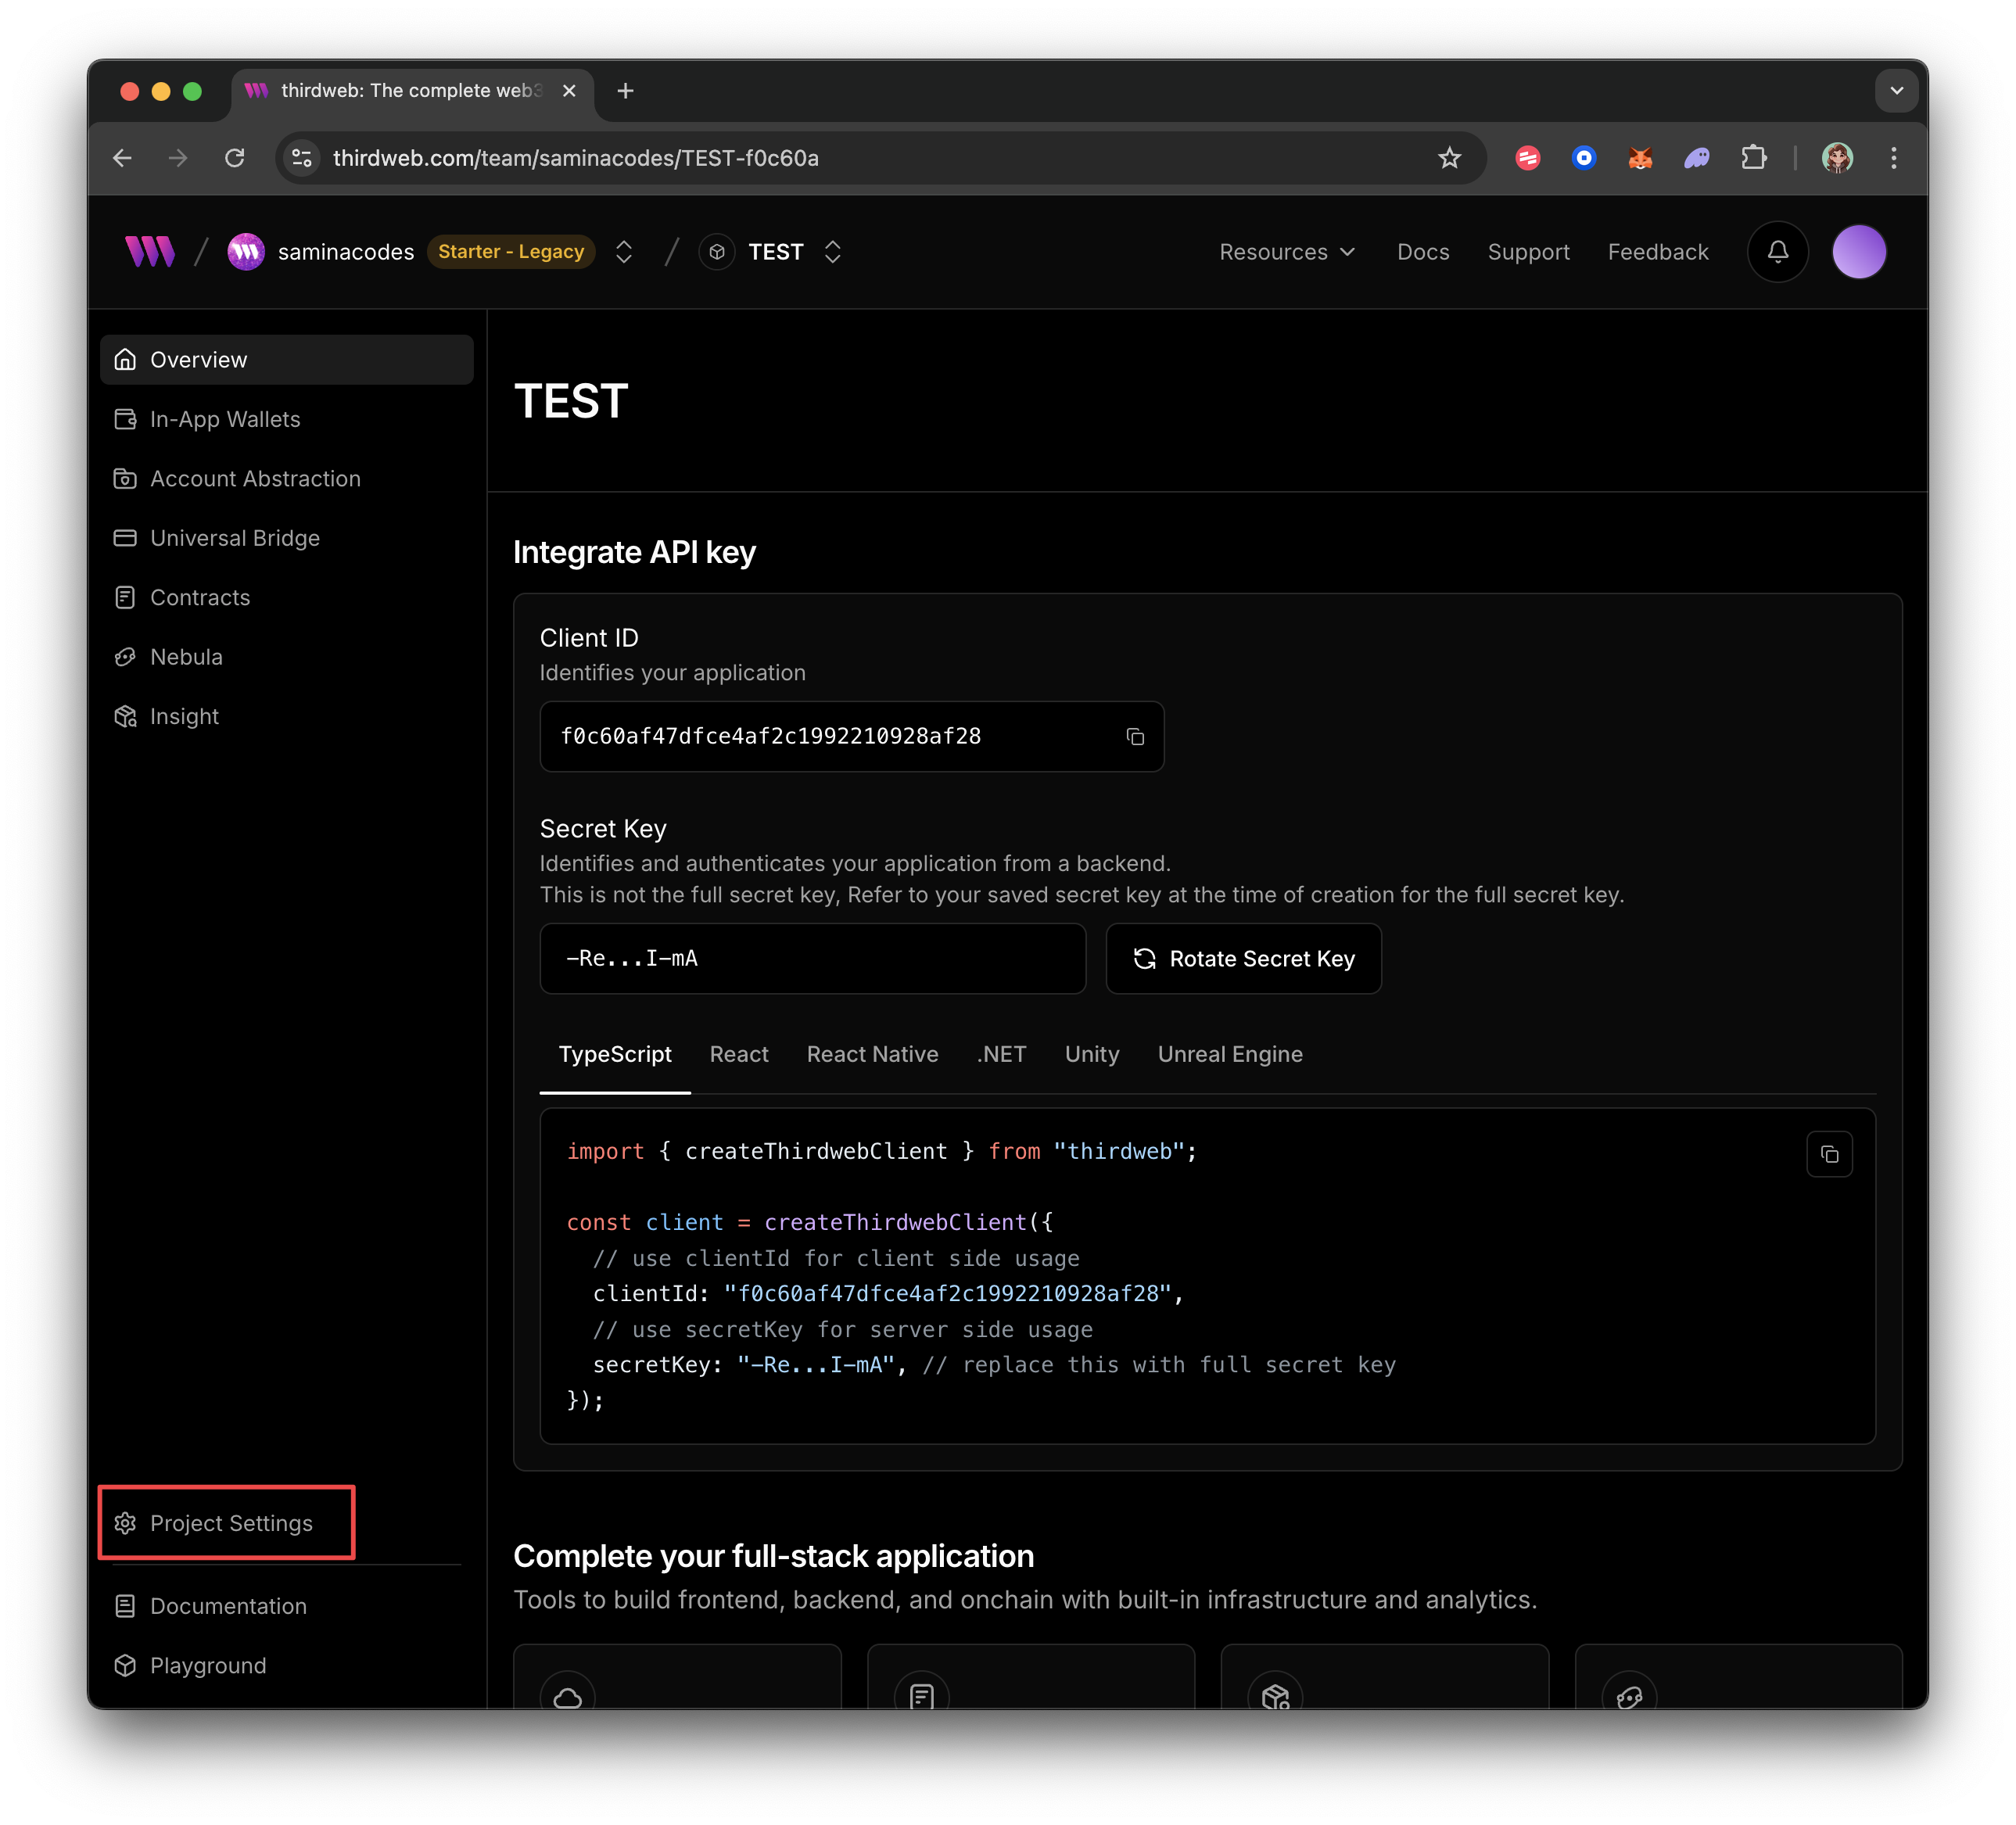 thirdweb: The complete web3
thirdweb.com/team/saminacodes/TEST-f0c60a
saminacodes Starter - Legacy / TEST Resources Docs Support Feedback
Overview
In-App Wallets
Account Abstraction
Universal Bridge
Contracts
Nebula
Insight
Project Settings
Documentation
Playground
TEST
Integrate API key
Client ID
Identifies your application
f0c60af47dfce4af2c1992210928af28
Secret Key
Identifies and authenticates your application from a backend.
This is not the full secret key, Refer to your saved secret key at the time of creation for the full secret key.
-Re...I-mA Rotate Secret Key
TypeScript React React Native .NET Unity Unreal Engine
import { createThirdwebClient } from "thirdweb";
const client = createThirdwebClient({
// use clientId for client side usage
clientId: "f0c60af47dfce4af2c1992210928af28",
// use secretKey for server side usage
secretKey: "-Re...I-mA", // replace this with full secret key
});
Complete your full-stack application
Tools to build frontend, backend, and onchain with built-in infrastructure and analytics.